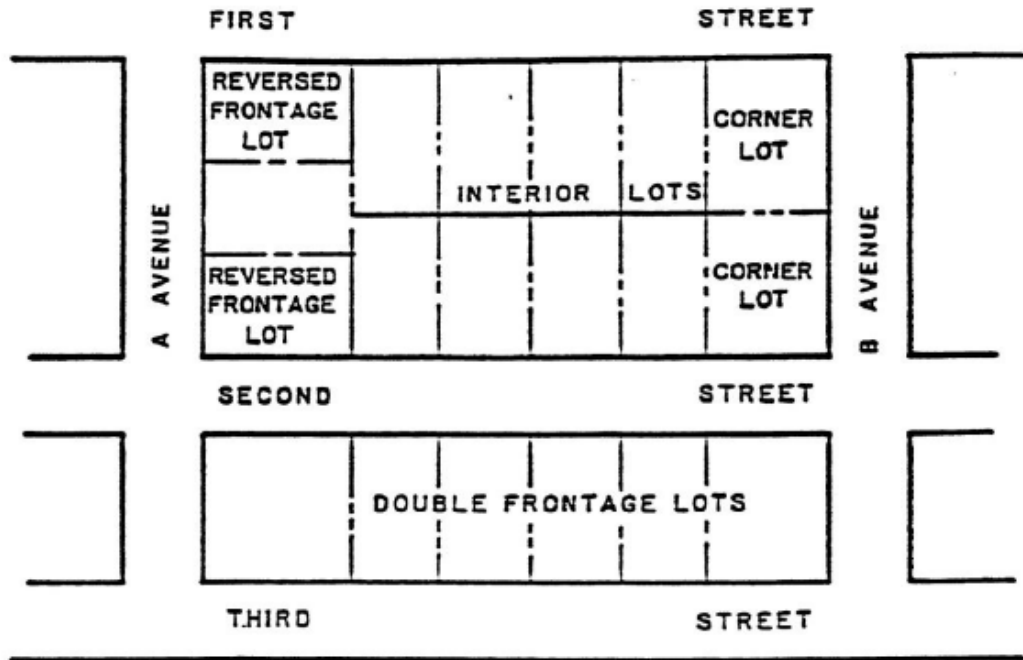 FIRST STREET
REVERSED
FRONTAGE
LOT
CORNER
LOT
INTERIOR LOTS
A AVENUE
B AVENUE
REVERSED
FRONTAGE
LOT
CORNER
LOT
SECOND STREET
DOUBLE FRONTAGE LOTS
THIRD STREET